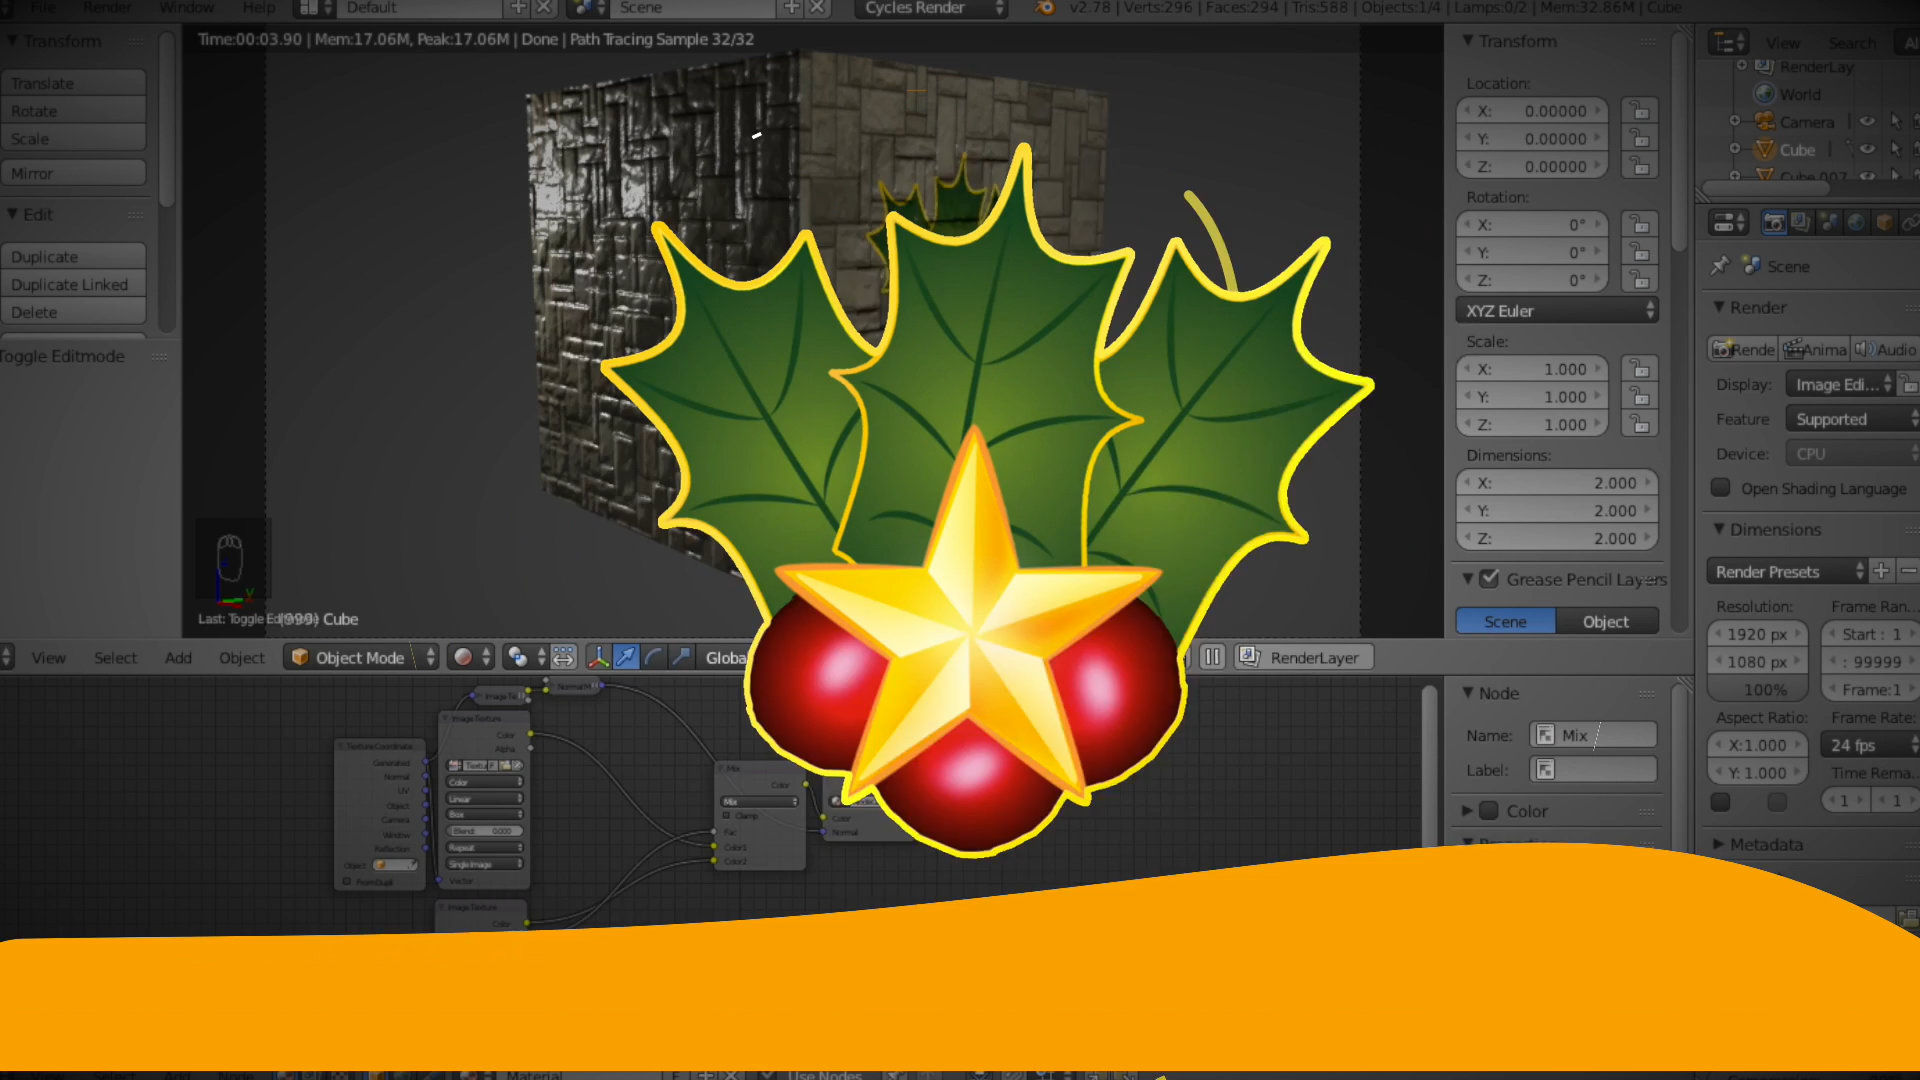 File Render Window Help Default Scene Cycles Render v2.78 | Verts:296 | Faces:294 | Tris:588 | Objects:1/4 | Lamps:0/2 | Mem:32.86M | Cube
Time:00:03.90 | Mem:17.06M, Peak:17.06M | Done | Path Tracing Sample 32/32
Transform
Translate
Rotate
Scale
Mirror
Edit
Duplicate
Duplicate Linked
Delete
Toggle Editmode
Cube
View Select Add Object Object Mode Globa RenderLayer
Transform
Location:
X: 0.00000
Y: 0.00000
Z: 0.00000
Rotation:
X: 0°
Y: 0°
Z: 0°
XYZ Euler
Scale:
X: 1.000
Y: 1.000
Z: 1.000
Dimensions:
X: 2.000
Y: 2.000
Z: 2.000
Grease Pencil Layers
Scene Object
View Search Al
RenderLay
World
Camera
Cube
Cube.007
Scene
Render
Rende Anima Audio
Display: Image Edi...
Feature Supported
Device: CPU
Open Shading Language
Dimensions
Render Presets
Resolution: Frame Ran...
1920 px Start : 1
1080 px : 99999
100% Frame:1
Aspect Ratio: Frame Rate:
X:1.000 24 fps
Y: 1.000 Time Rema...
1 1
Metadata
Node
Name: Mix
Label:
Color
Texture Coordinate
Generated
Normal
UV
Object
Camera
Window
Reflection
Object:
From Dupli
Image Texture
Color
Alpha
Color
Linear
Box
Blend: 0.000
Repeat
Single Image
Vector
Image Texture
Color
Mix
Color
Mix
Clamp
Fac
Color1
Color2
Color
Normal
View Select Add Node Material Use Nodes